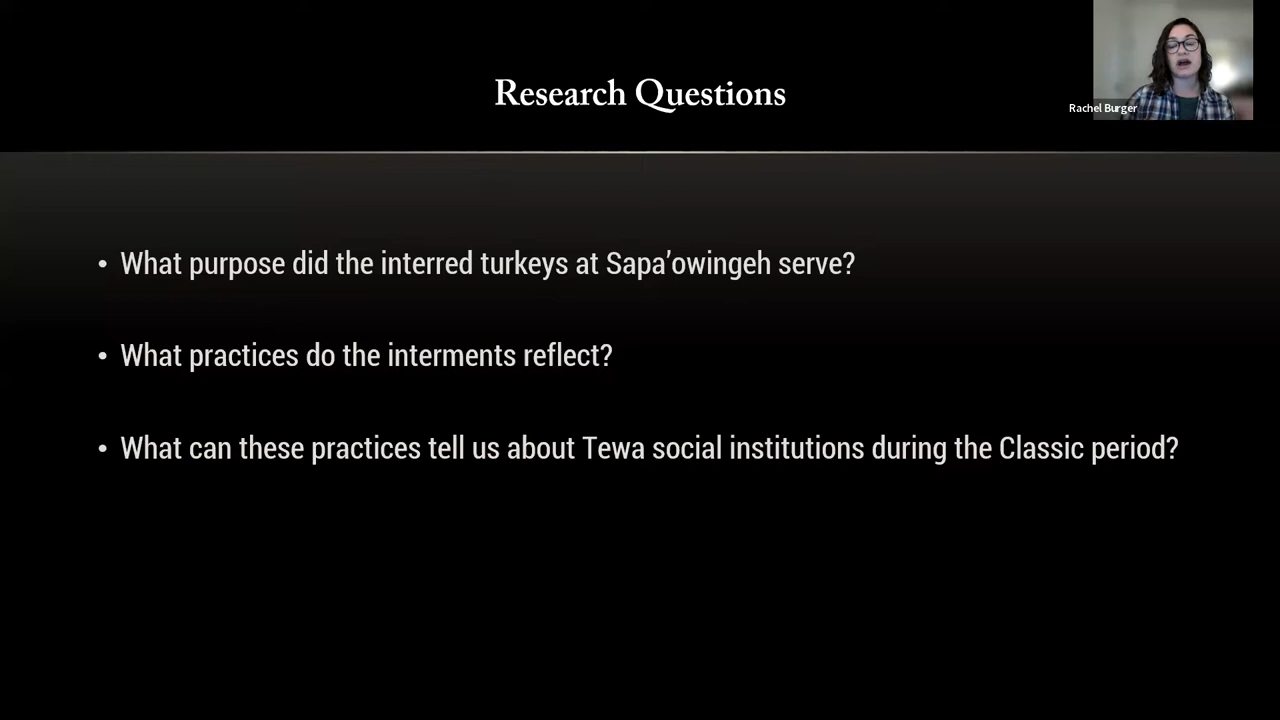 Research Questions
Rachel Burger
• What purpose did the interred turkeys at Sapa’owingeh serve?
• What practices do the interments reflect?
• What can these practices tell us about Tewa social institutions during the Classic period?